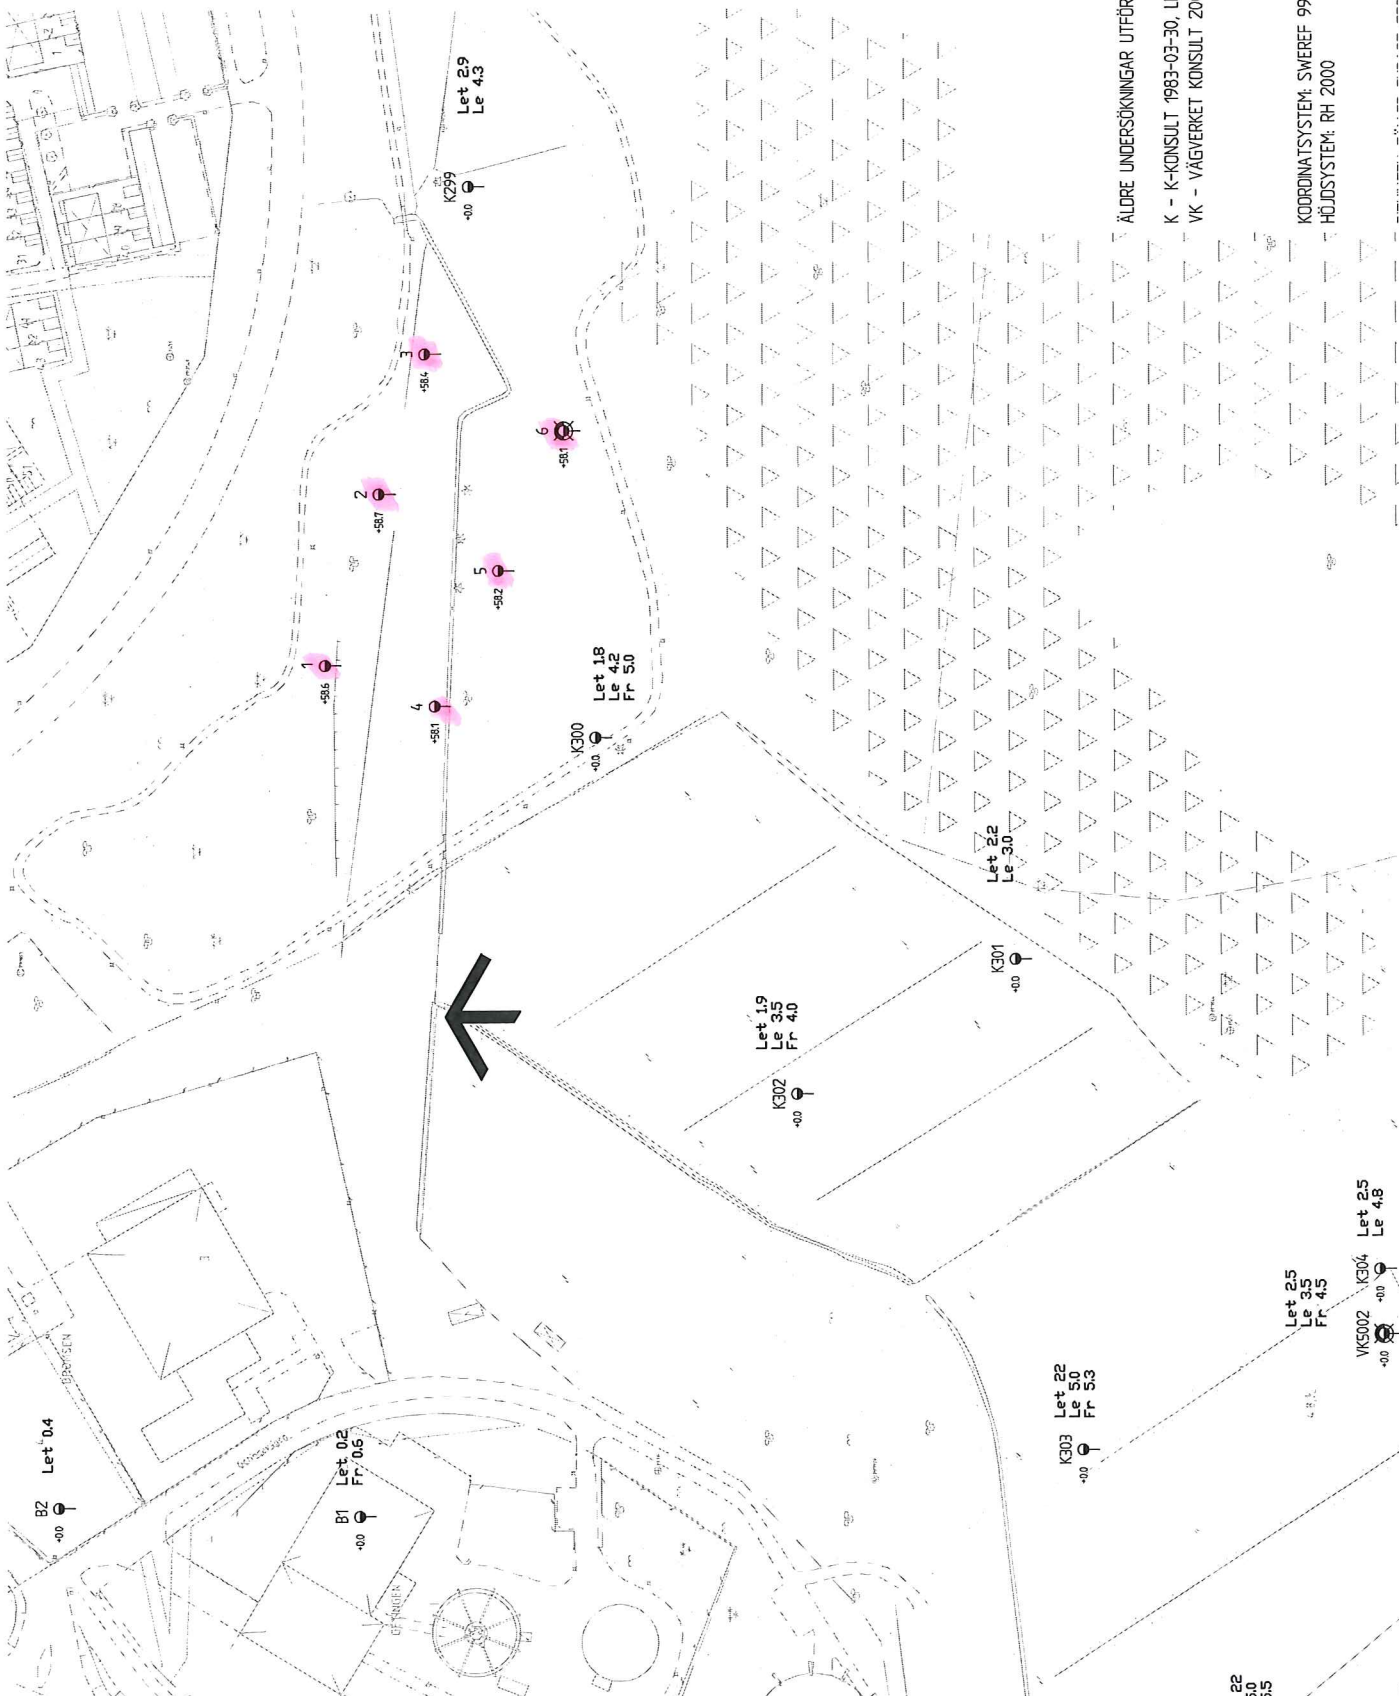 Let 2.9
Le 4.3
K299
+0.0
3
+58.4
6
+58.1
2
+58.7
5
+58.2
1
+58.6
4
+58.1
Let 1.8
Le 4.2
Fr 5.0
K300
+0.0
Let 2.2
Le 3.0
K301
+0.0
Let 1.9
Le 3.5
Fr 4.0
K302
+0.0
Let 2.5
Le 4.8
K304
+0.0
Let 2.5
Le 3.5
Fr 4.5
VK5002
+0.0
Let 22
Le 5.0
Fr 5.3
K303
+0.0
Let 0.4
B2
+0.0
Let 0.2
Fr 0.6
B1
+0.0
ÄLDRE UNDERSÖKNINGAR UTFÖR
K - K-KONSULT 1983-03-30,
VK - VÄGVERKET KONSULT
KOORDINATSYSTEM: SWEREF 99
HÖJDSYSTEM: RH 2000